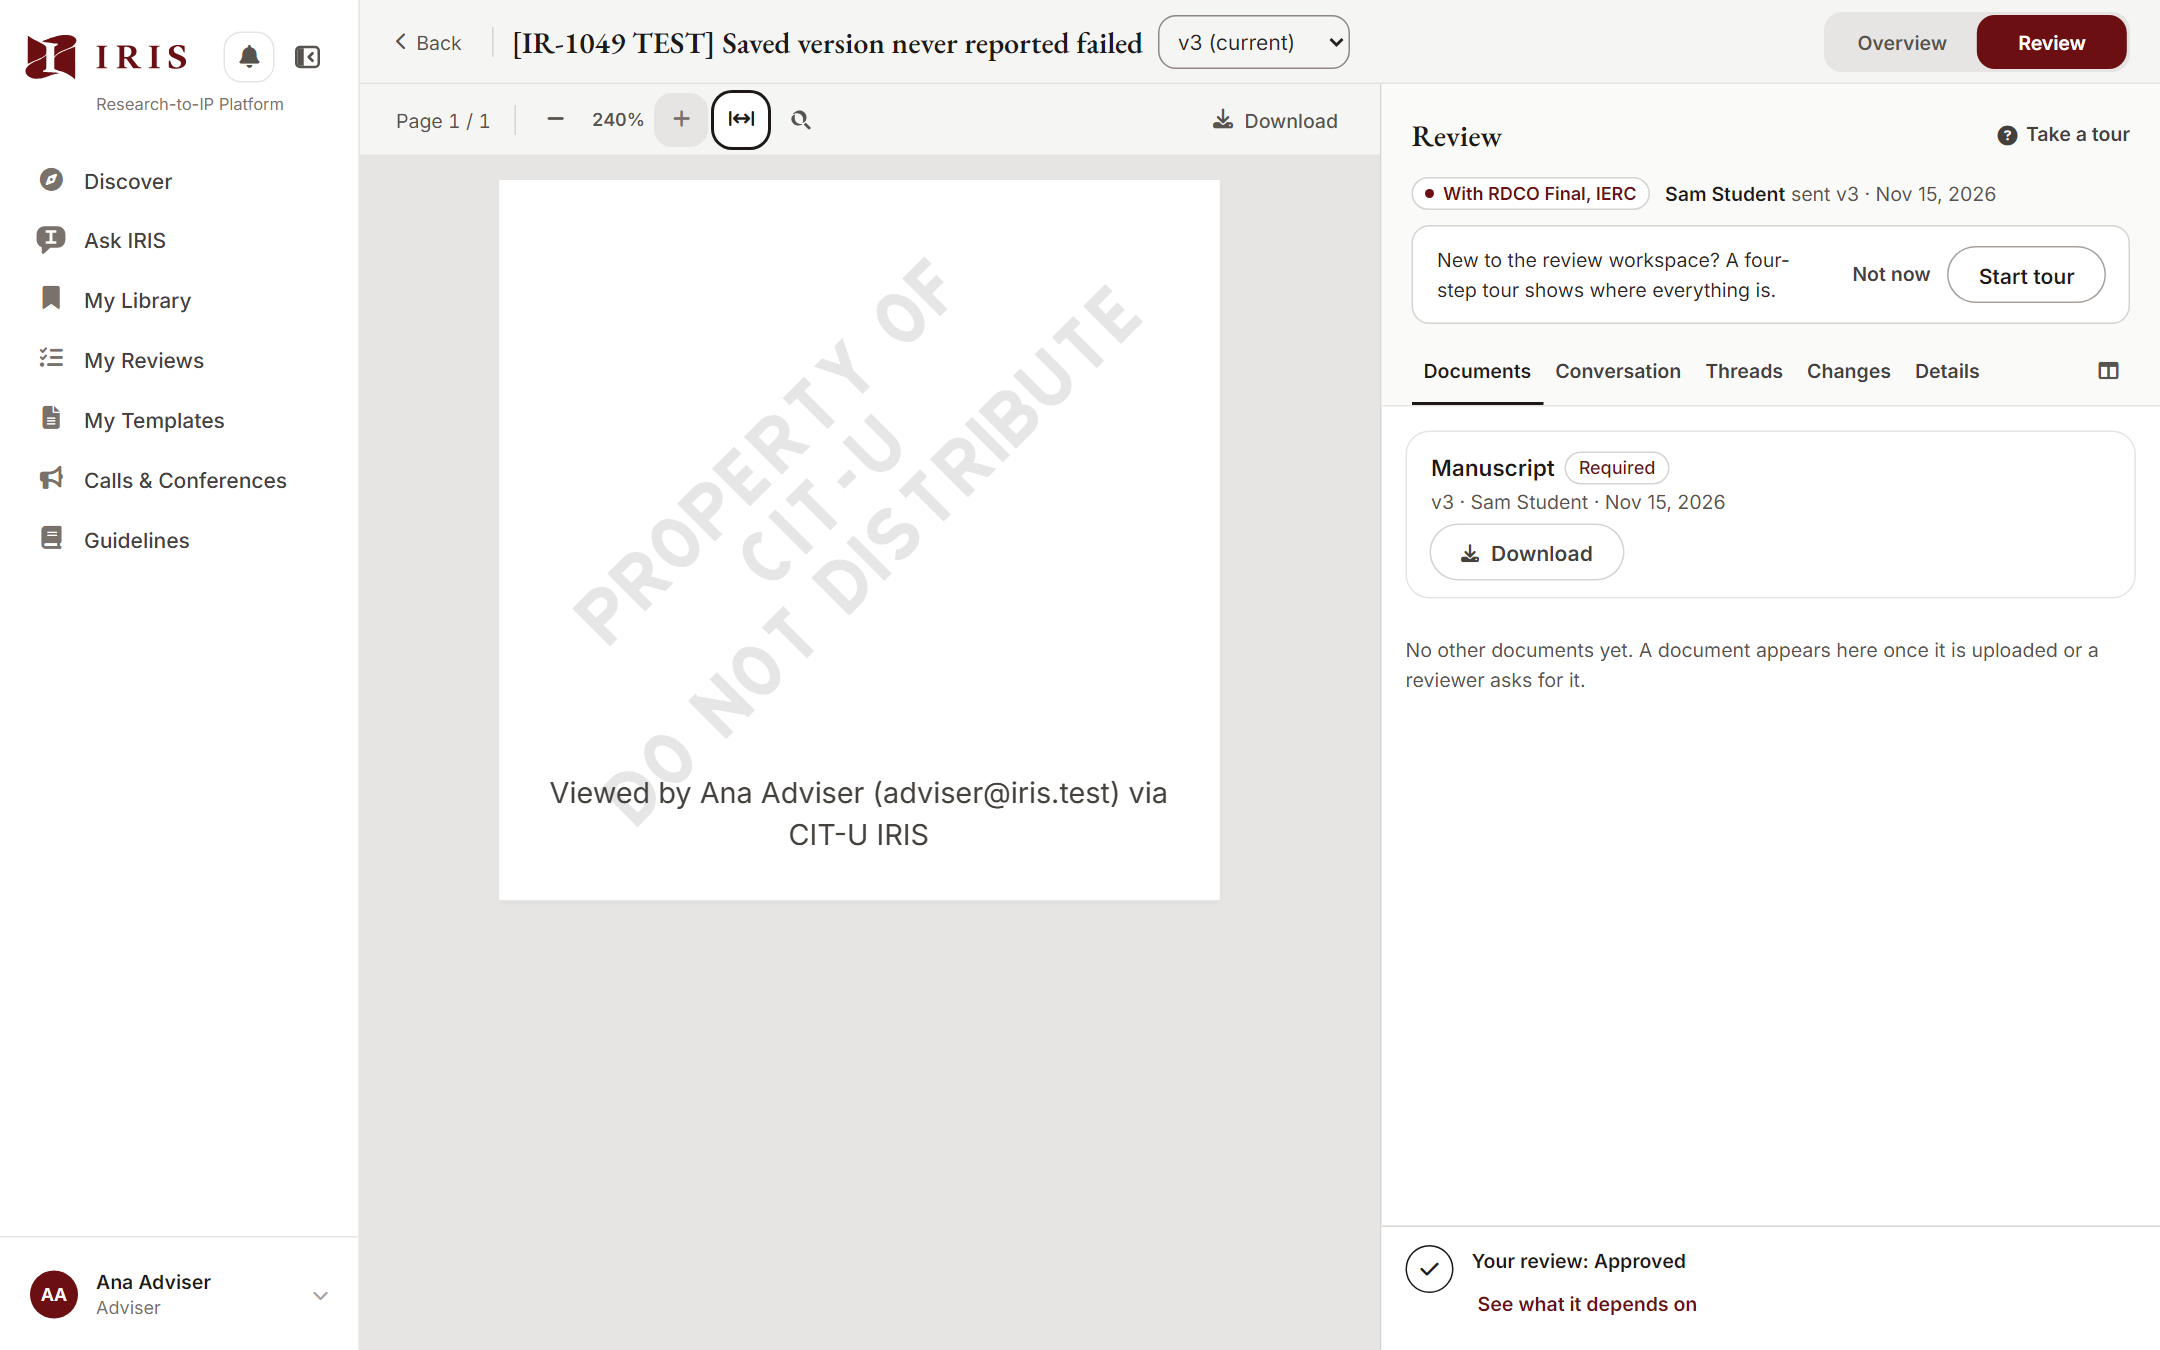 IRIS
Research-to-IP Platform
Discover
Ask IRIS
My Library
My Reviews
My Templates
Calls & Conferences
Guidelines
AA
Ana Adviser
Adviser
Back
[IR-1049 TEST] Saved version never reported failed
v3 (current)
Overview
Review
Page 1 / 1
240%
Download
PROPERTY OF
CIT-U
DO NOT DISTRIBUTE
Viewed by Ana Adviser (adviser@iris.test) via
CIT-U IRIS
Review
Take a tour
With RDCO Final, IERC
Sam Student sent v3 · Nov 15, 2026
New to the review workspace? A four-
step tour shows where everything is.
Not now
Start tour
Documents
Conversation
Threads
Changes
Details
Manuscript
Required
v3 · Sam Student · Nov 15, 2026
Download
No other documents yet. A document appears here once it is uploaded or a
reviewer asks for it.
Your review: Approved
See what it depends on